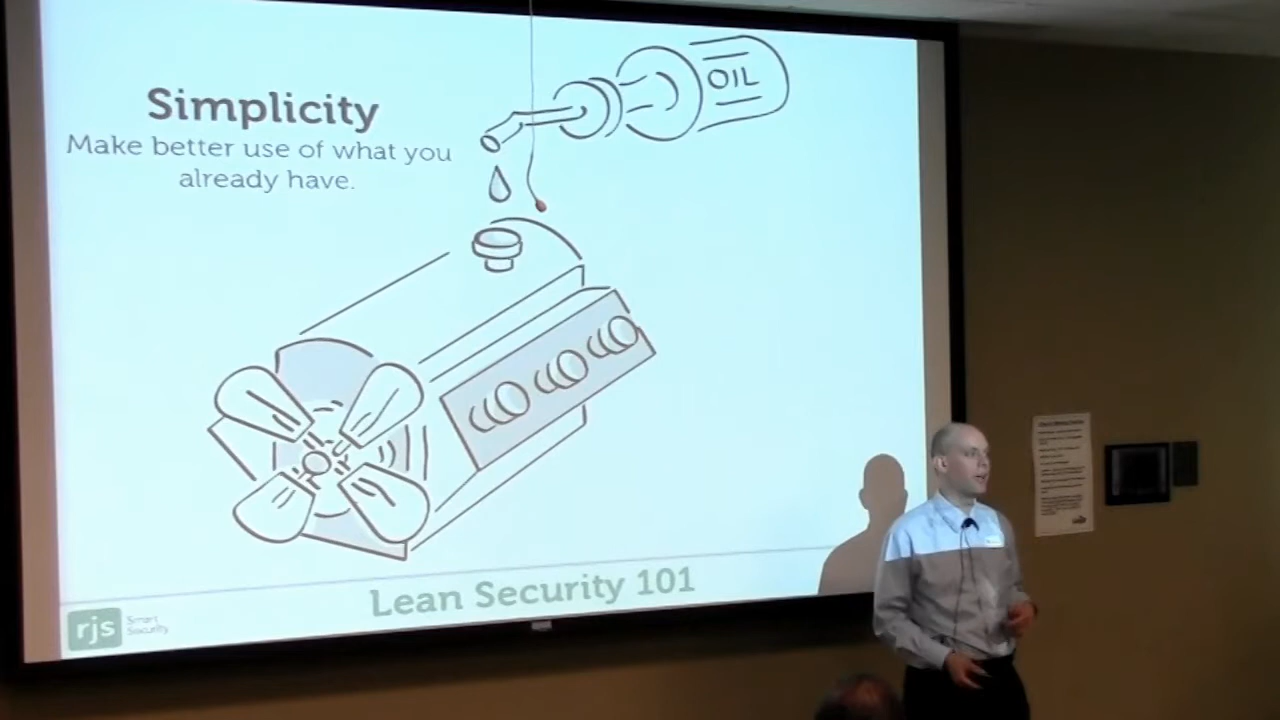 Simplicity
Make better use of what you
already have.
OIL
Lean Security 101
rjs
Smart
Security